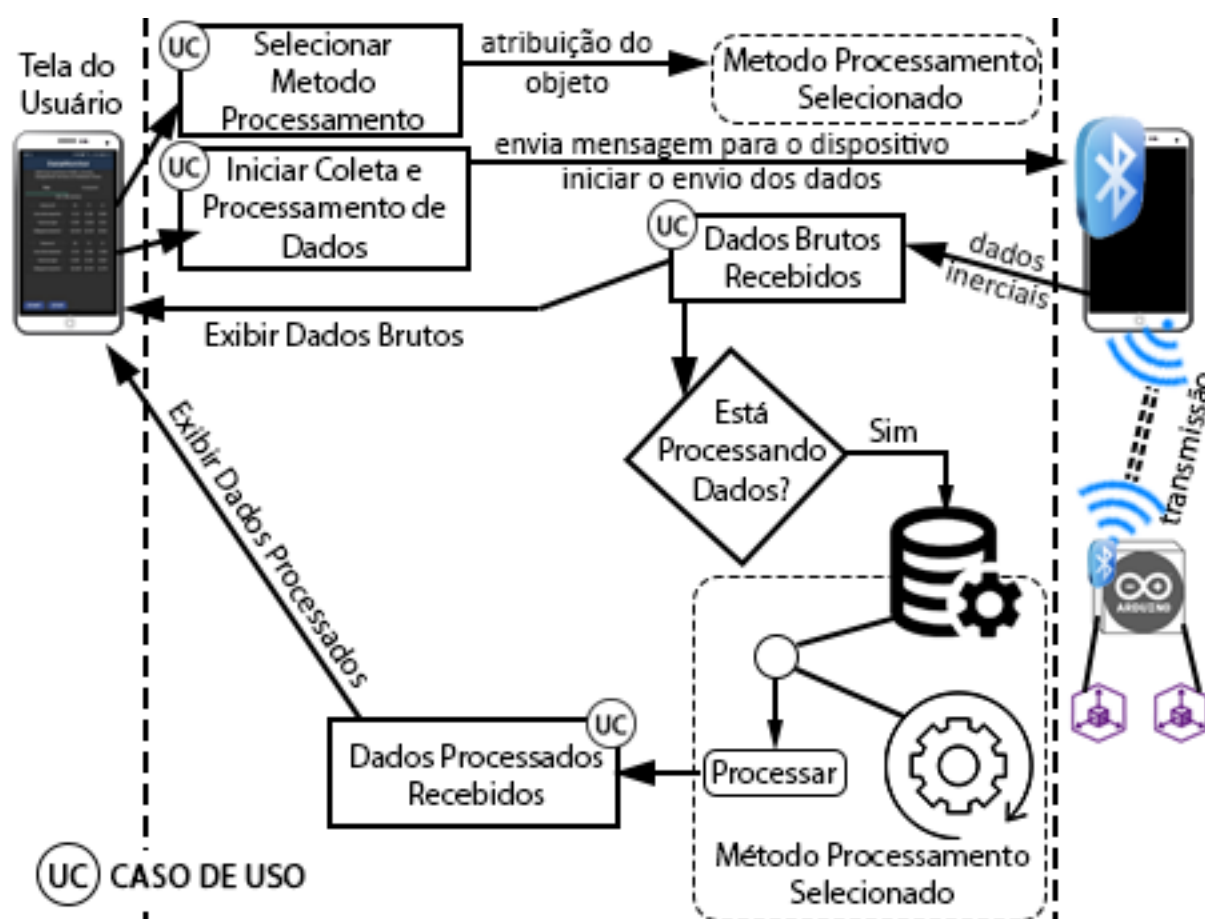 Tela do
Usuário
UC
Selecionar
Metodo
Processamento
atribuição do
objeto
Metodo Processamento
Selecionado
UC
Iniciar Coleta e
Processamento de
Dados
envia mensagem para o dispositivo
iniciar o envio dos dados
UC
Dados Brutos
Recebidos
dados
inerciais
Exibir Dados Brutos
Está
Processando
Dados?
Sim
transmissão
ARDUINO
Exibir Dados Processados
UC
Dados Processados
Recebidos
Processar
Método Processamento
Selecionado
UC CASO DE USO